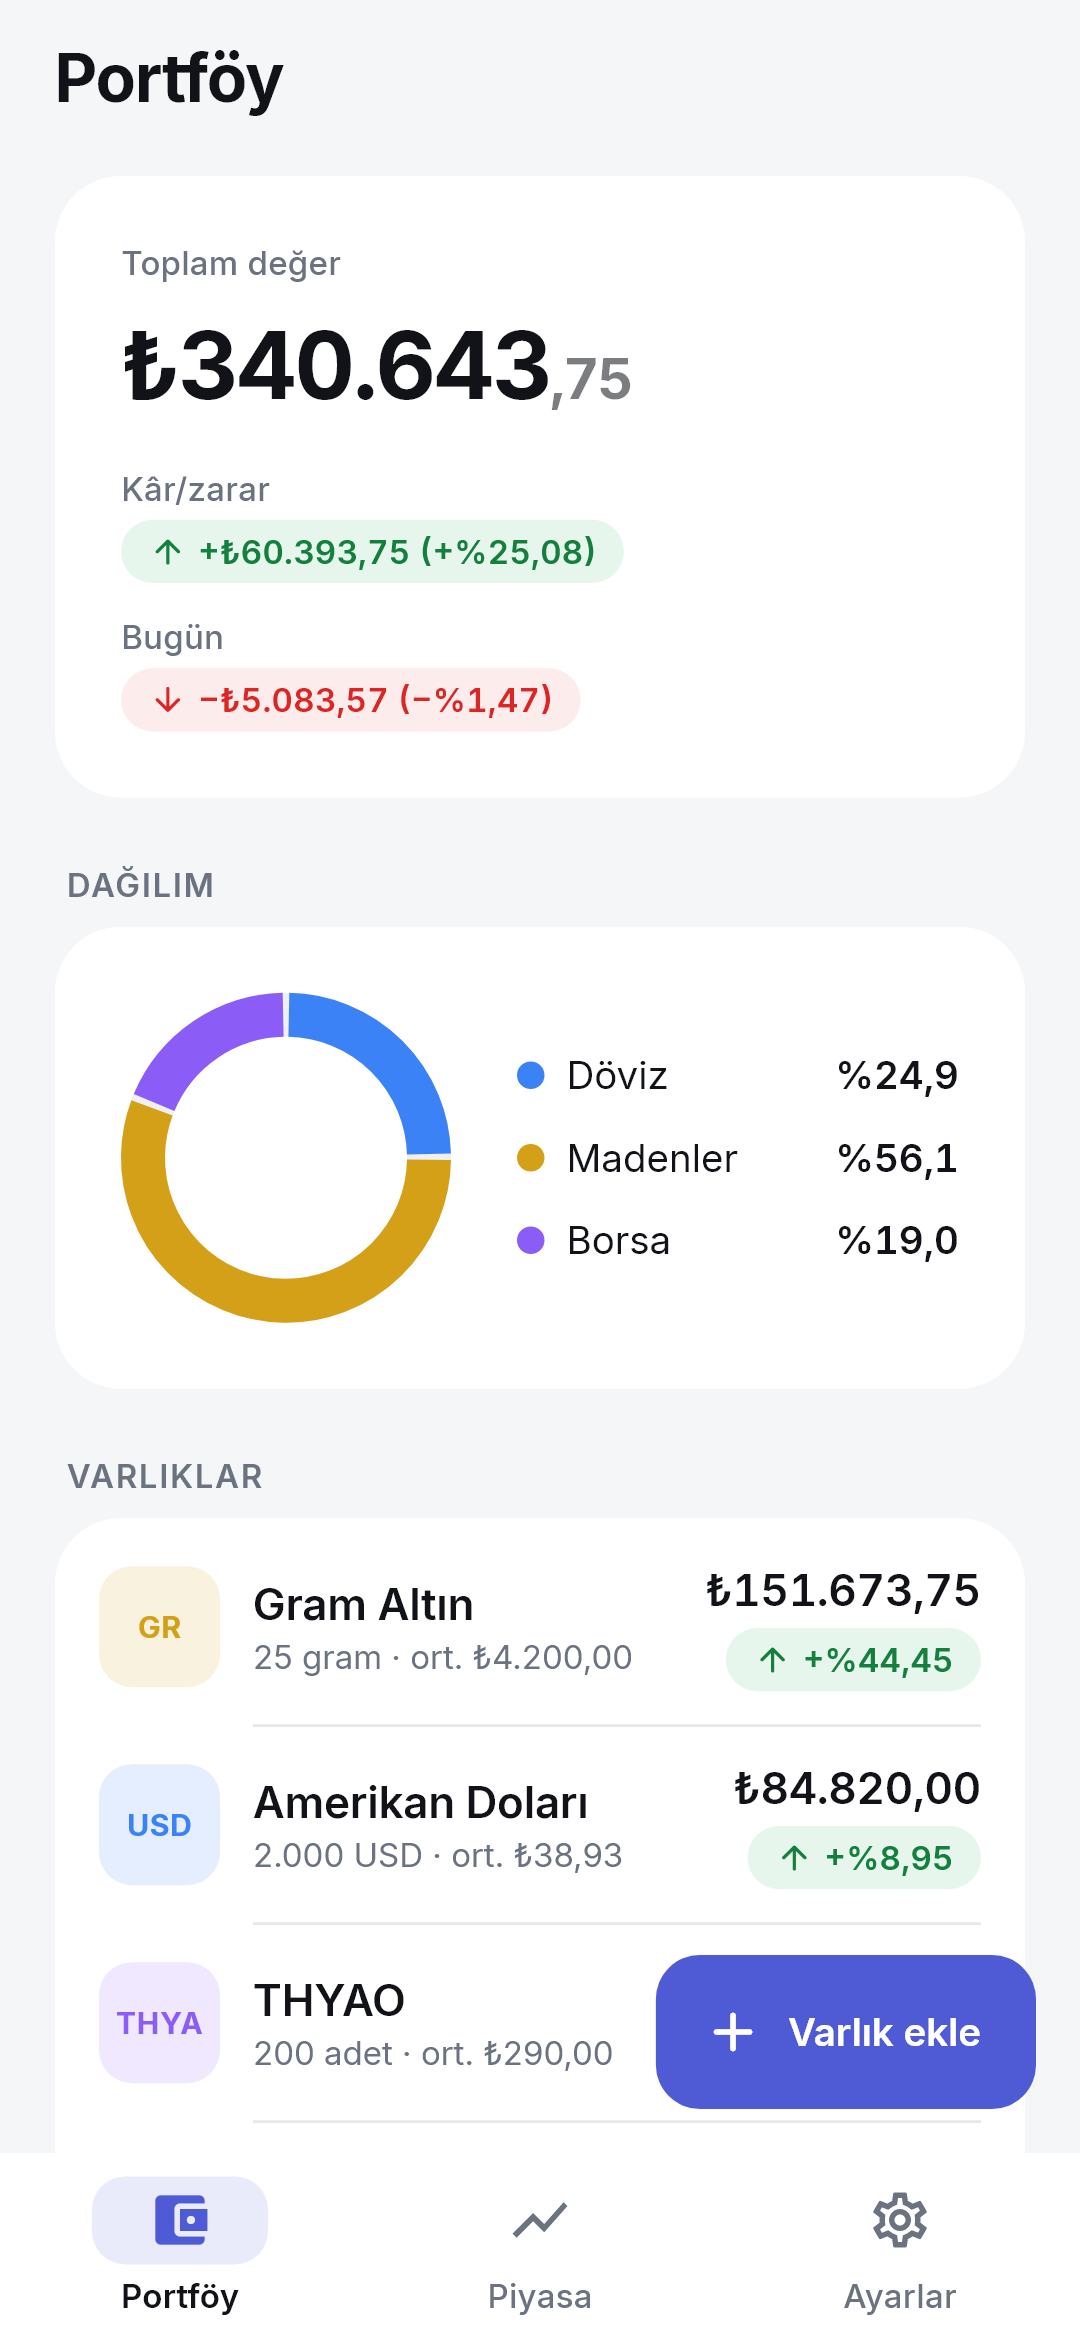 Portföy
Toplam değer
₺340.643,75
Kâr/zarar
↑ +₺60.393,75 (+%25,08)
Bugün
↓ −₺5.083,57 (−%1,47)
DAĞILIM
Döviz %24,9
Madenler %56,1
Borsa %19,0
VARLIKLAR
GR Gram Altın ₺151.673,75
25 gram · ort. ₺4.200,00 ↑ +%44,45
USD Amerikan Doları ₺84.820,00
2.000 USD · ort. ₺38,93 ↑ +%8,95
THYA THYAO
200 adet · ort. ₺290,00
+ Varlık ekle
Portföy Piyasa Ayarlar